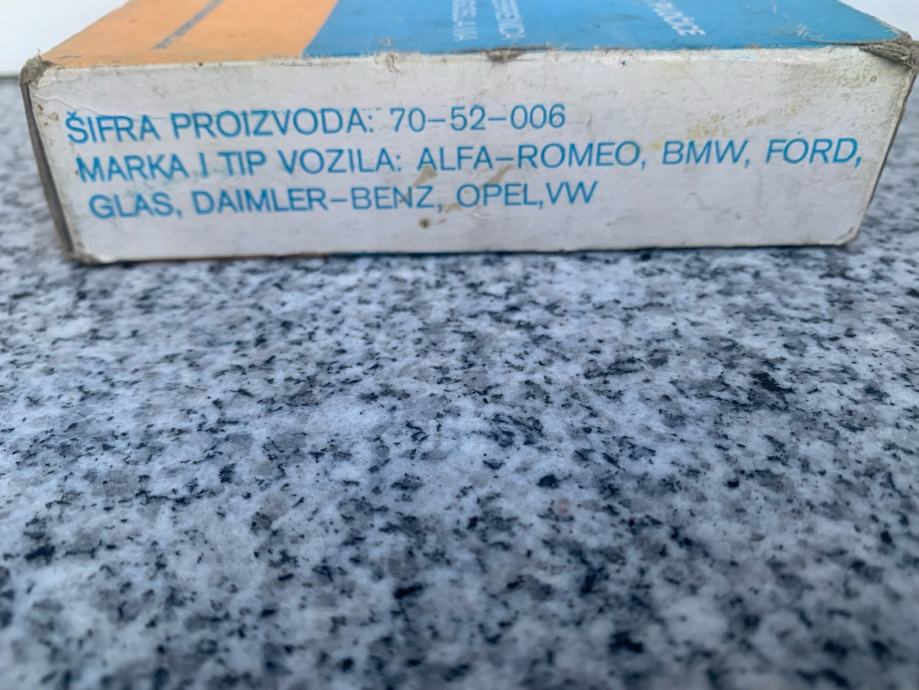 ŠIFRA PROIZVODA: 70-52-006
MARKA I TIP VOZILA: ALFA-ROMEO, BMW, FORD,
GLAS, DAIMLER-BENZ, OPEL,VW